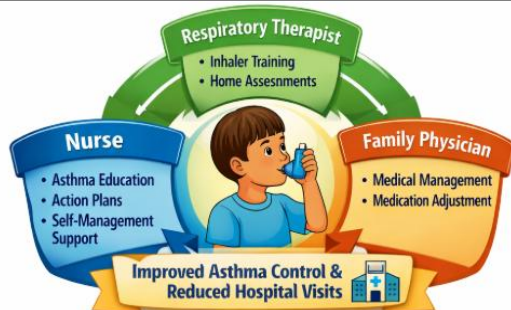 Respiratory Therapist
• Inhaler Training
• Home Assesnments
Nurse
• Asthma Education
• Action Plans
• Self-Management
Support
Family Physician
• Medical Management
• Medication Adjustment
Improved Asthma Control &
Reduced Hospital Visits